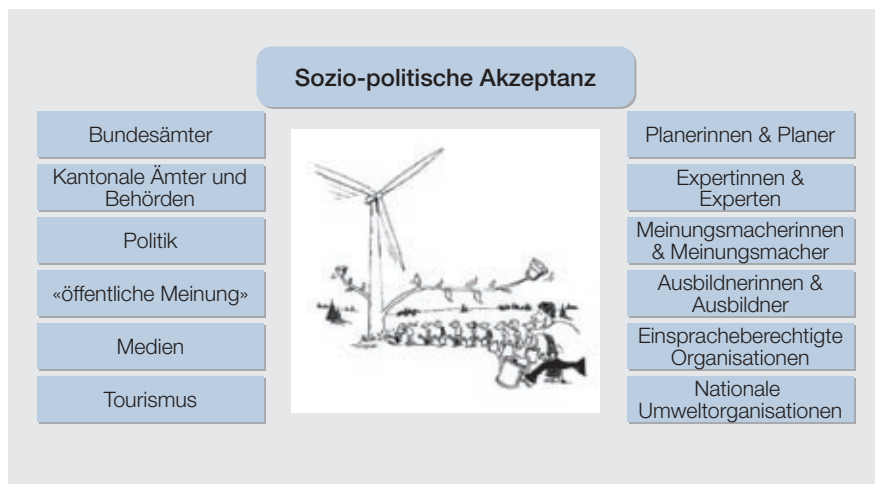 Sozio-politische Akzeptanz
Bundesämter
Kantonale Ämter und
Behörden
Politik
«öffentliche Meinung»
Medien
Tourismus
Planerinnen & Planer
Expertinnen &
Experten
Meinungsmacherinnen
& Meinungsmacher
Ausbildnerinnen &
Ausbildner
Einspracheberechtigte
Organisationen
Nationale
Umweltorganisationen